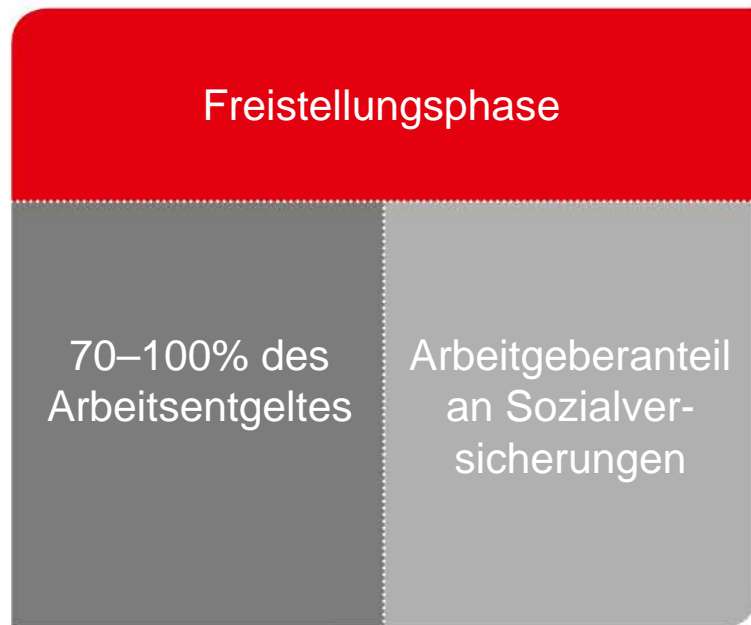 Freistellungsphase
70–100% des
Arbeitsentgeltes
Arbeitgeberanteil
an Sozialver-
sicherungen